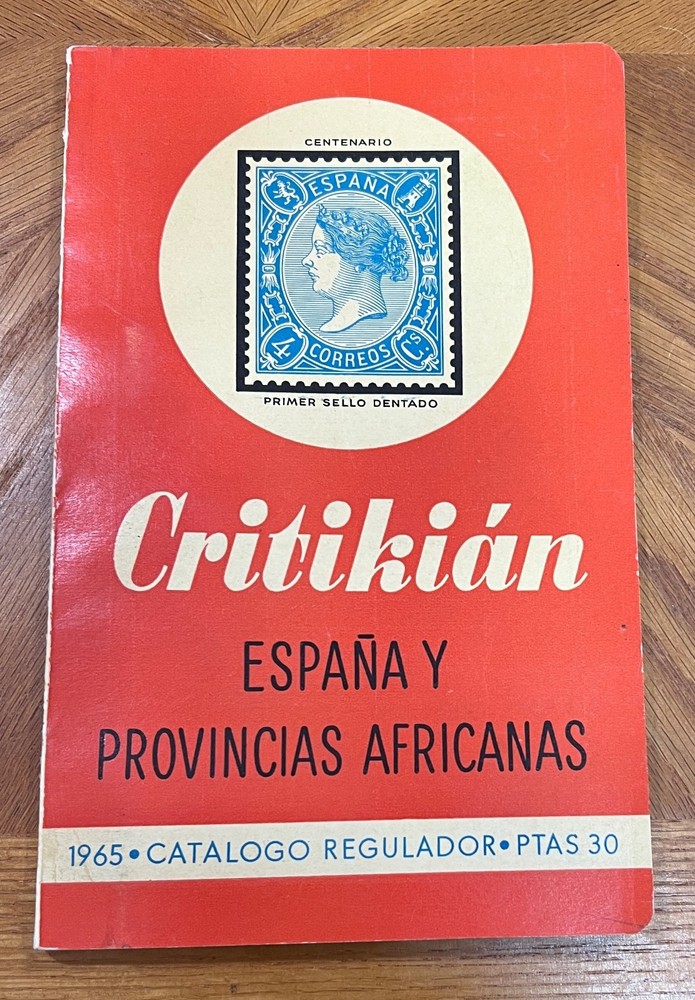 CENTENARIO
ESPAÑA
4 CORREOS Cs.
PRIMER SELLO DENTADO
Critikián
ESPAÑA Y
PROVINCIAS AFRICANAS
1965 • CATALOGO REGULADOR • PTAS 30